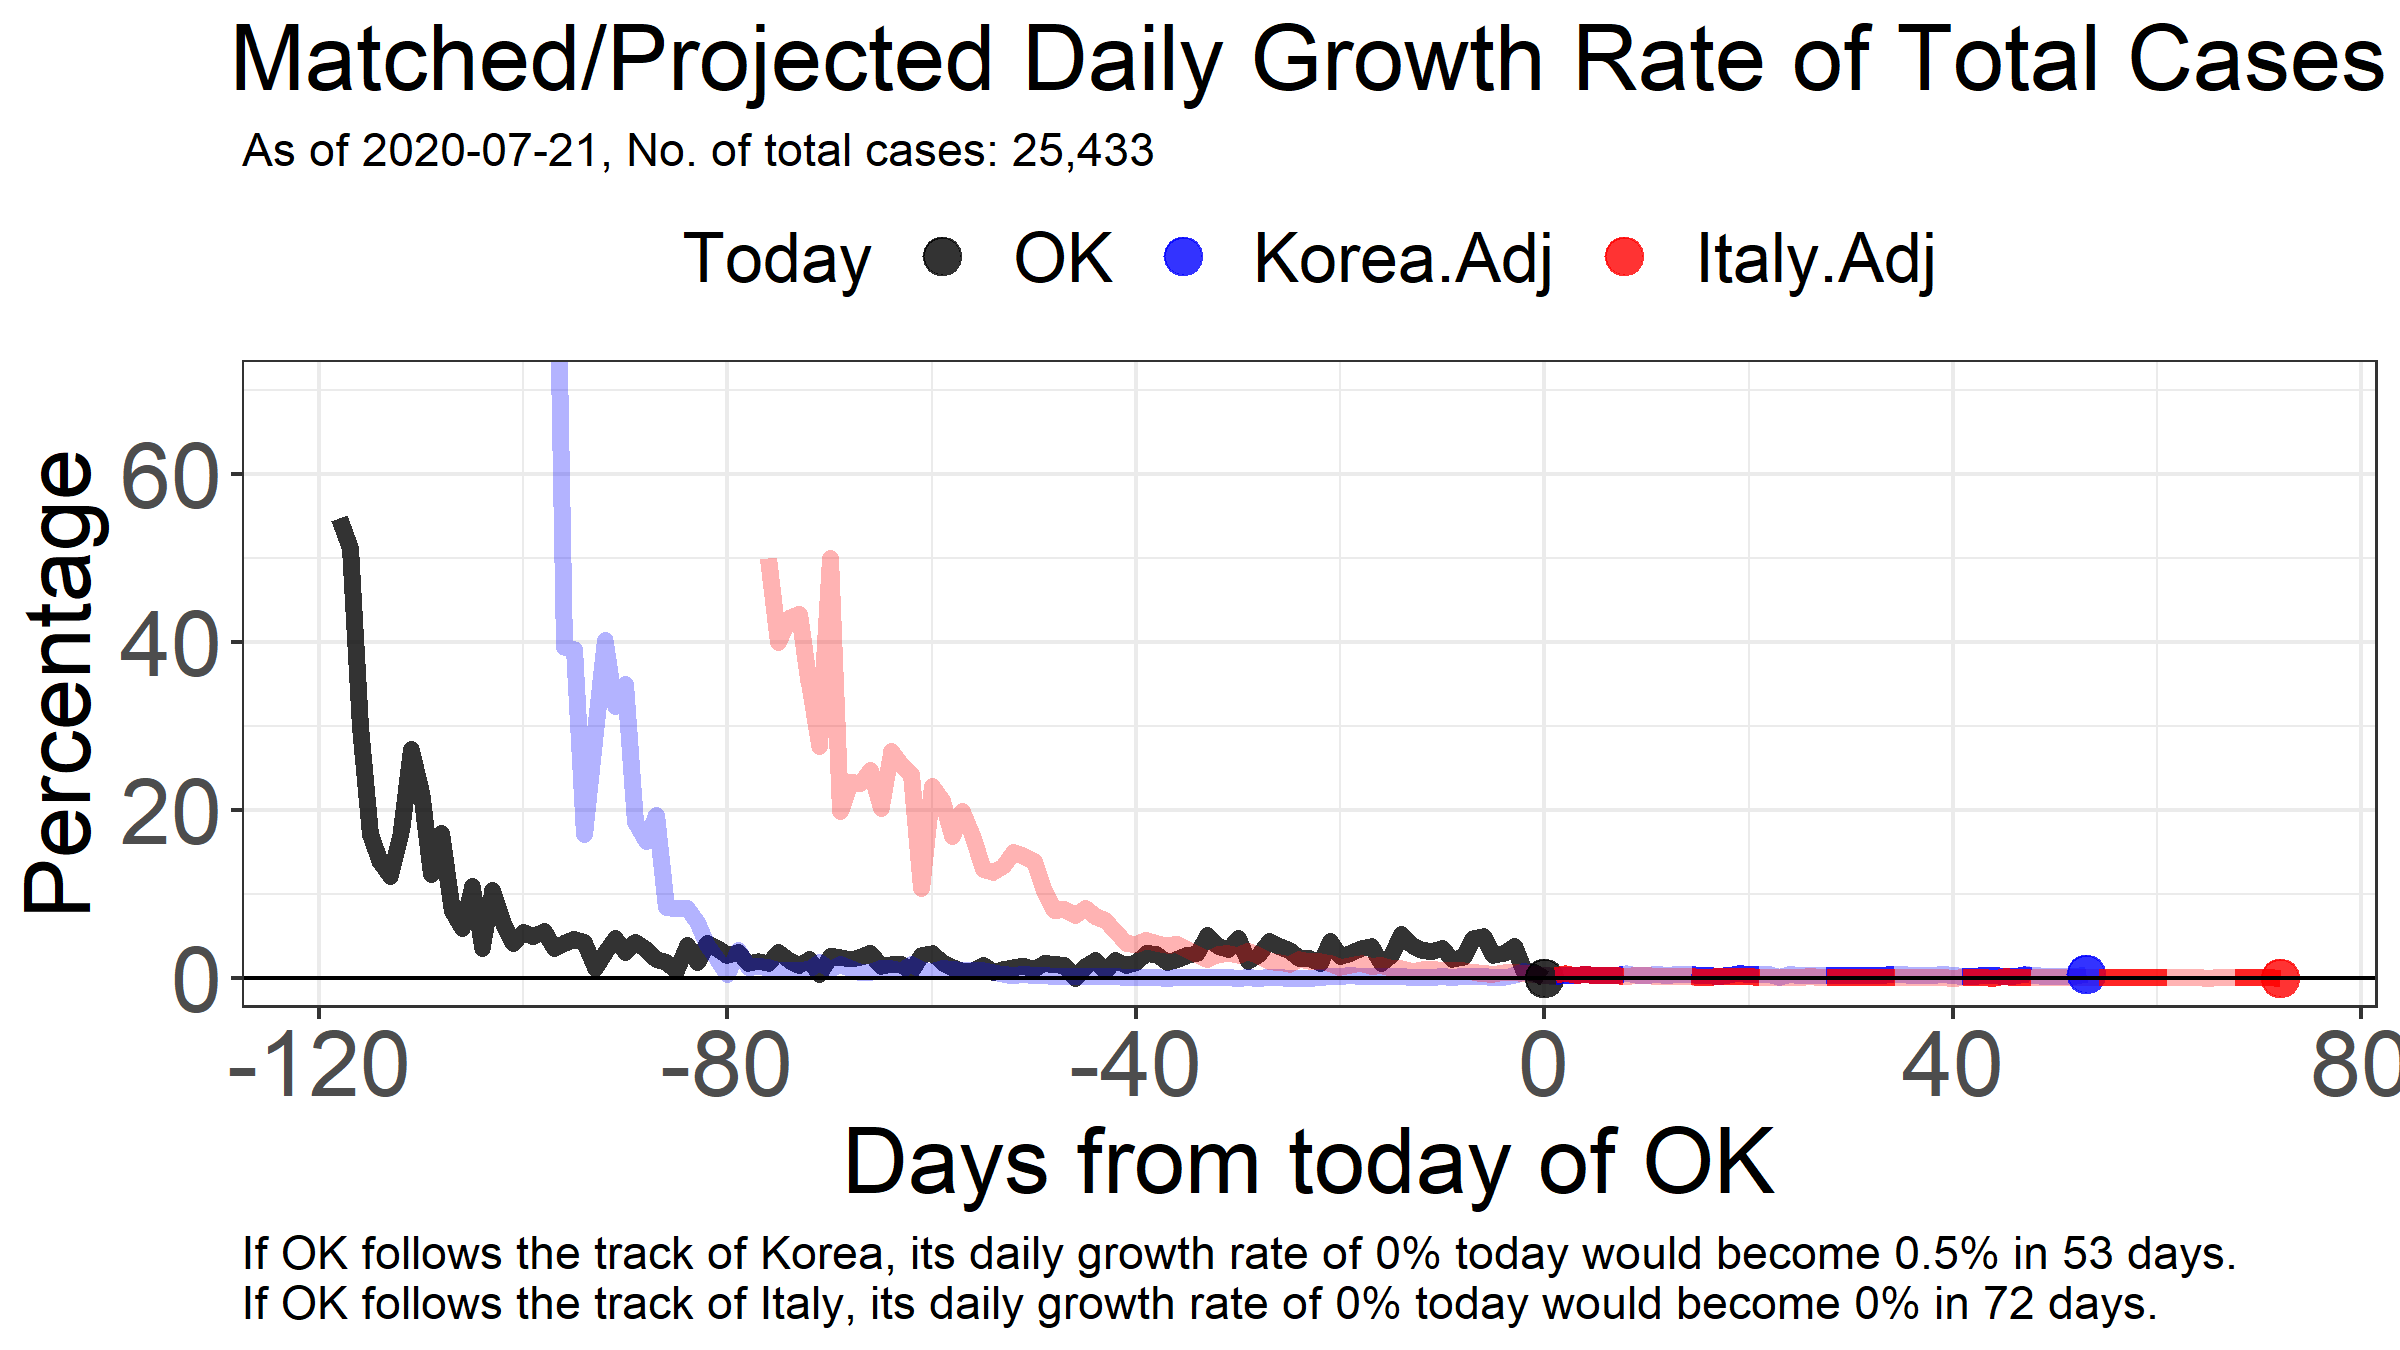 Matched/Projected Daily Growth Rate of Total Cases
As of 2020-07-21, No. of total cases: 25,433
Today OK Korea.Adj Italy.Adj
Percentage
60
40
20
0
-120 -80 -40 0 40 80
Days from today of OK
If OK follows the track of Korea, its daily growth rate of 0% today would become 0.5% in 53 days.
If OK follows the track of Italy, its daily growth rate of 0% today would become 0% in 72 days.